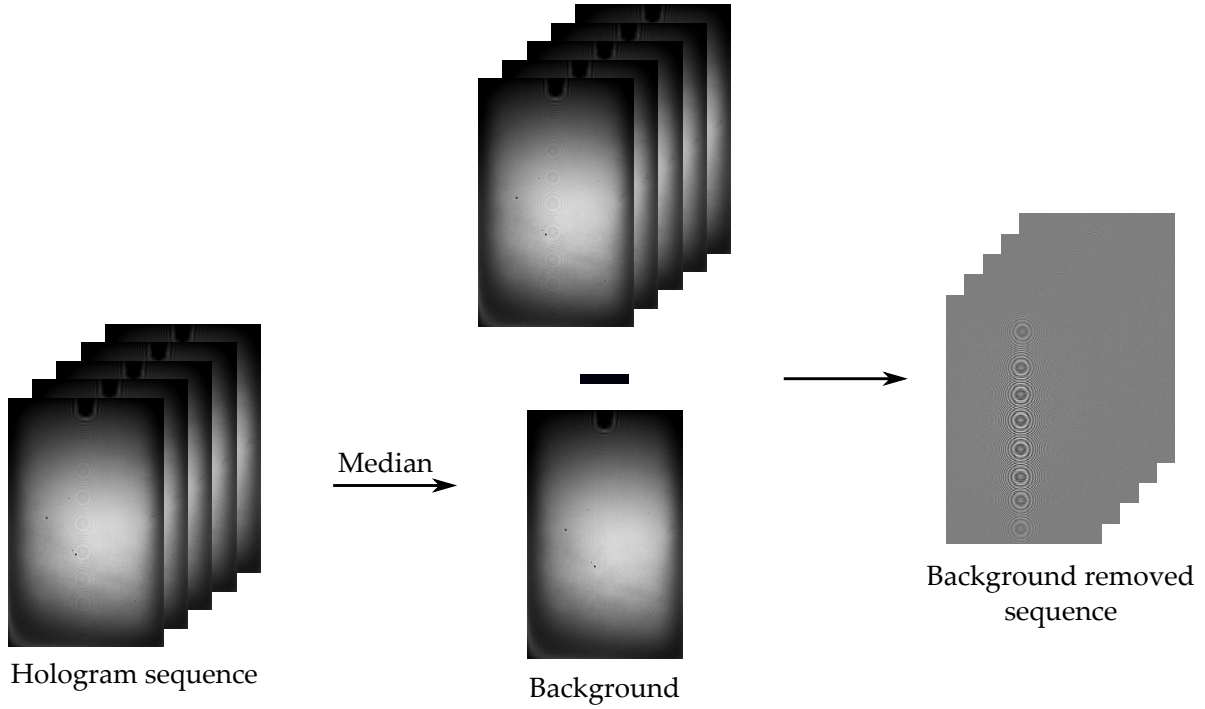 Hologram sequence
Median
Background
Background removed
sequence